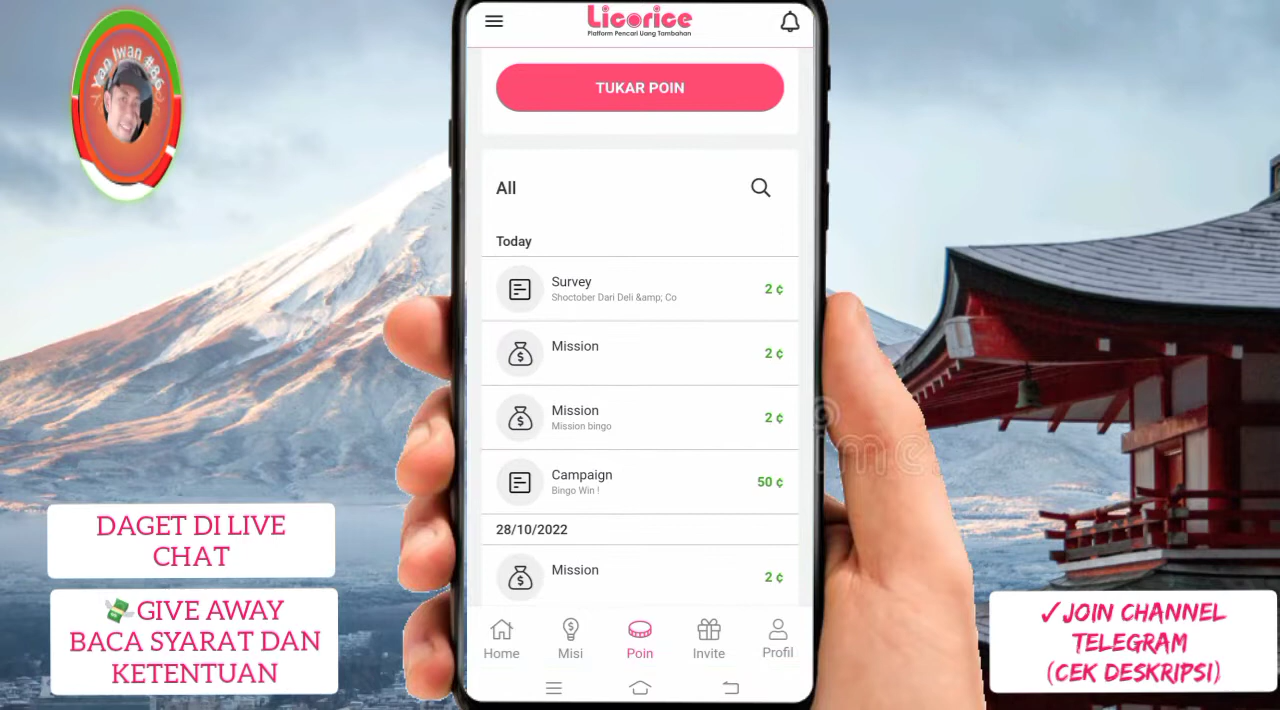 Yan Iwan #86
Licorice
Platform Pencari Uang Tambahan
TUKAR POIN
All
Today
Survey
Shoctober Dari Deli &amp; Co
2 ¢
Mission
2 ¢
Mission
Mission bingo
2 ¢
Campaign
Bingo Win !
50 ¢
28/10/2022
Mission
2 ¢
Home
Misi
Poin
Invite
Profil
DAGET DI LIVE
CHAT
💸GIVE AWAY
BACA SYARAT DAN
KETENTUAN
✓JOIN CHANNEL
TELEGRAM
(CEK DESKRIPSI)